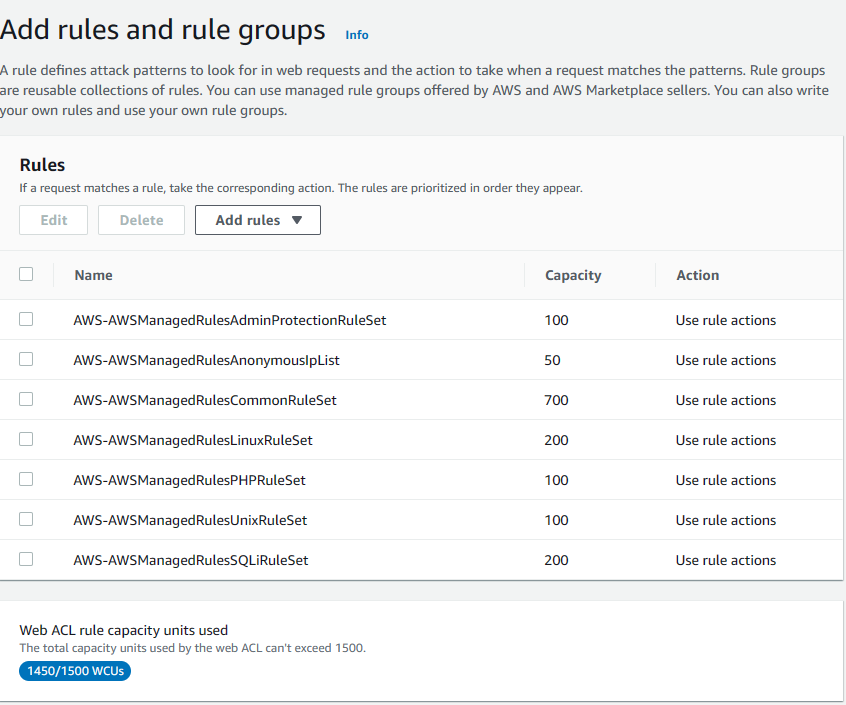 Add rules and rule groups Info
A rule defines attack patterns to look for in web requests and the action to take when a request matches the patterns. Rule groups
are reusable collections of rules. You can use managed rule groups offered by AWS and AWS Marketplace sellers. You can also write
your own rules and use your own rule groups.
Rules
If a request matches a rule, take the corresponding action. The rules are prioritized in order they appear.
Edit Delete Add rules
Name Capacity Action
AWS-AWSManagedRulesAdminProtectionRuleSet 100 Use rule actions
AWS-AWSManagedRulesAnonymousIpList 50 Use rule actions
AWS-AWSManagedRulesCommonRuleSet 700 Use rule actions
AWS-AWSManagedRulesLinuxRuleSet 200 Use rule actions
AWS-AWSManagedRulesPHPRuleSet 100 Use rule actions
AWS-AWSManagedRulesUnixRuleSet 100 Use rule actions
AWS-AWSManagedRulesSQLiRuleSet 200 Use rule actions
Web ACL rule capacity units used
The total capacity units used by the web ACL can't exceed 1500.
1450/1500 WCUs